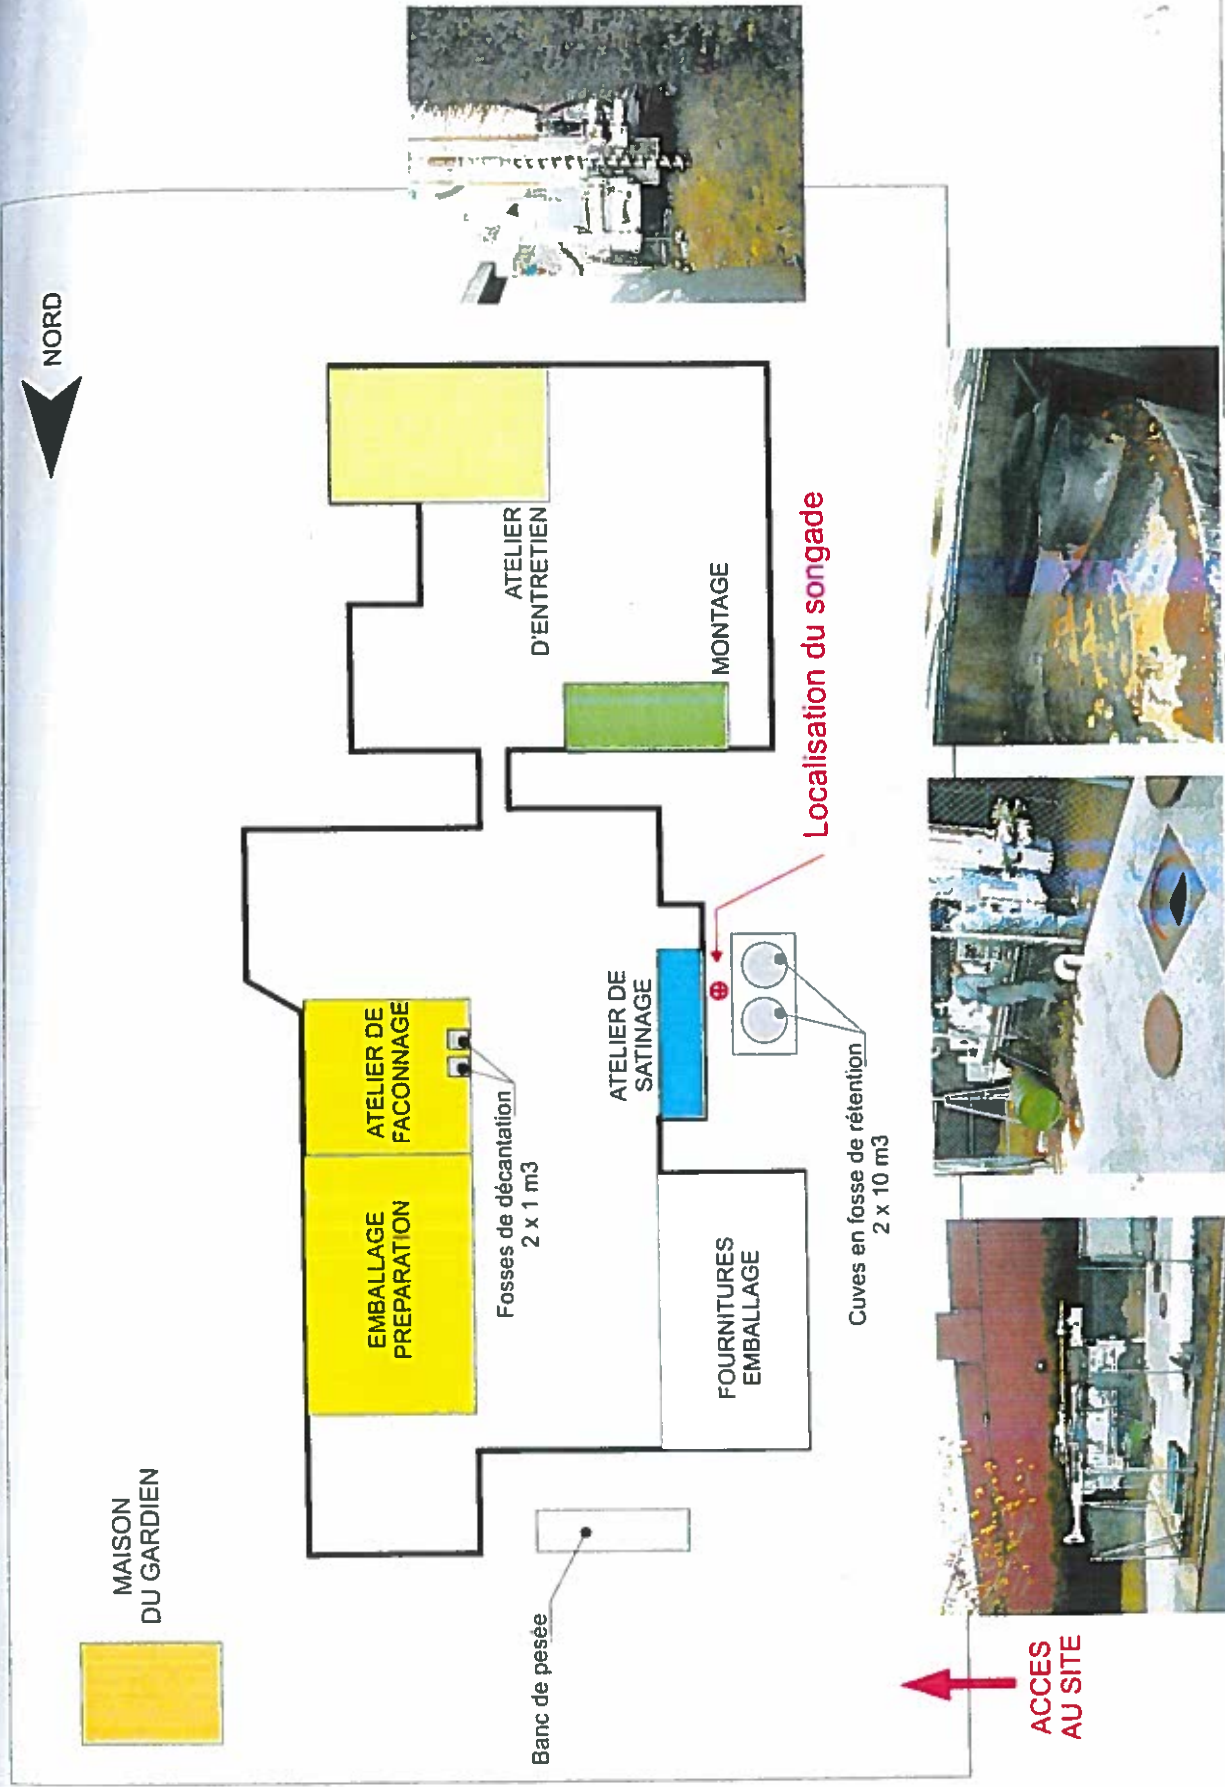 NORD
MAISON
DU GARDIEN
EMBALLAGE
PREPARATION
ATELIER DE
FACONNAGE
Fosses de décantation
2 x 1 m3
ATELIER
D'ENTRETIEN
Banc de pesée
ATELIER DE
SATINAGE
MONTAGE
FOURNITURES
EMBALLAGE
Localisation du songade
Cuves en fosse de rétention
2 x 10 m3
ACCES
AU SITE